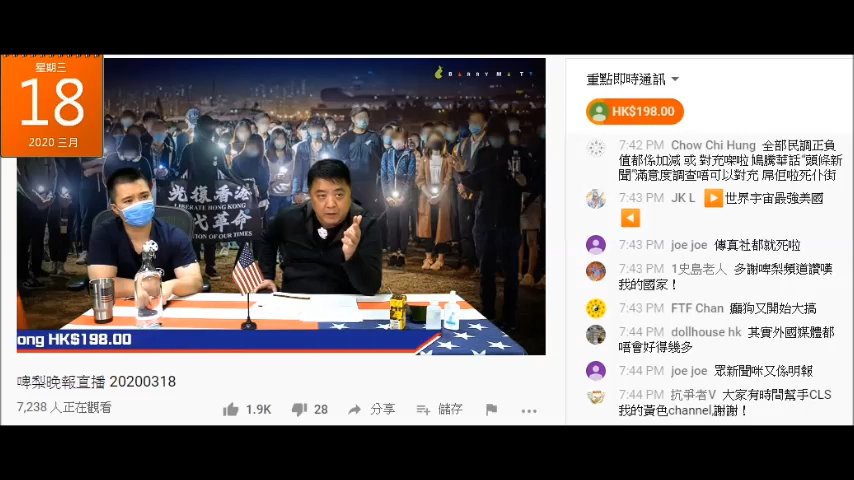 星期三
18
2020 三月
BARRYMATT
光復香港
LIBERATE HONG KONG
代革命
TION OF OUR TIMES
ong HK$198.00
啤梨晚報直播 20200318
7,238 人正在觀看
1.9K
28
分享
儲存
重點即時通訊
HK$198.00
7:42 PM Chow Chi Hung 全部民調正負
值都係加減 或 對充㗎啦 鳩騰華話“頭條新
聞”滿意度調查唔可以對充 屌佢啦死仆街
7:43 PM JK L ▶世界宇宙最強美國
◀
7:43 PM joe joe 傳真社都就死啦
7:43 PM 1史島老人 多謝啤梨頻道讚嘆
我的國家！
7:43 PM FTF Chan 癲狗又開始大搞
7:44 PM dollhouse hk 其實外國媒體都
唔會好得幾多
7:44 PM joe joe 眾新聞咪又係明報
7:44 PM 抗爭者V 大家有時間幫手CLS
我的黃色channel,謝謝！